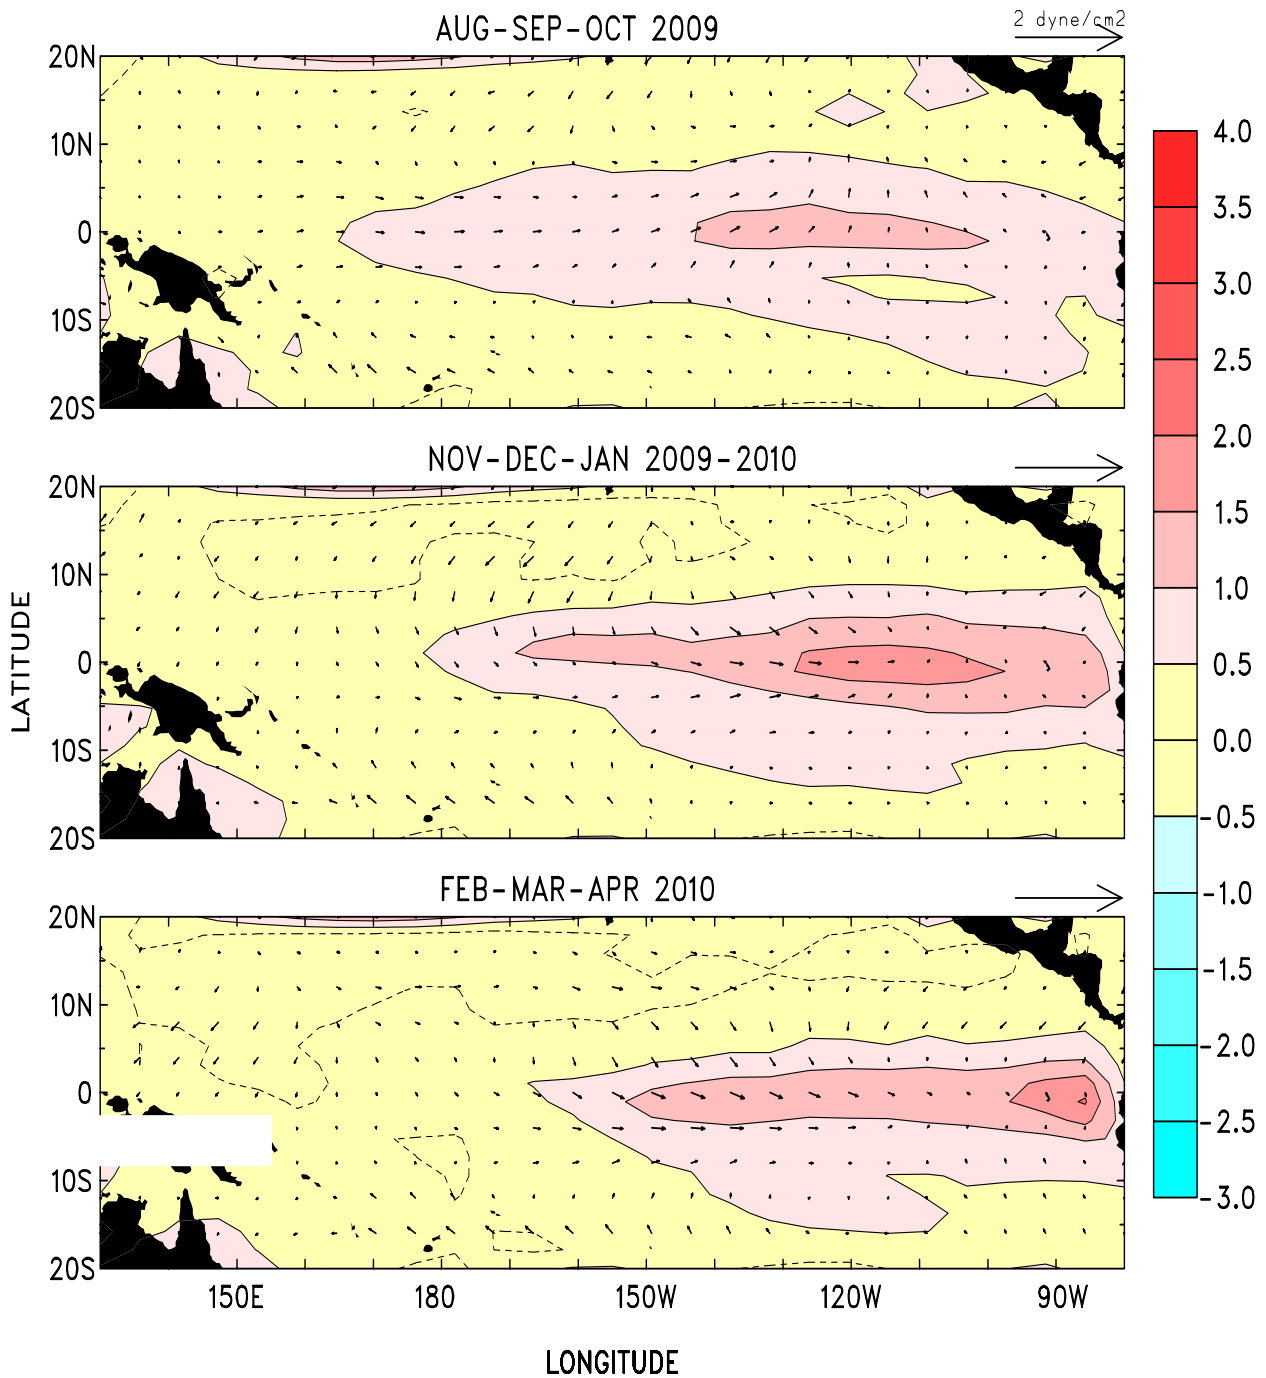 AUG-SEP-OCT 2009
2 dyne/cm2
20N
10N
0
10S
20S
NOV-DEC-JAN 2009-2010
20N
10N
0
10S
20S
LATITUDE
FEB-MAR-APR 2010
20N
10N
0
10S
20S
150E 180 150W 120W 90W
LONGITUDE
4.0
3.5
3.0
2.5
2.0
1.5
1.0
0.5
0.0
-0.5
-1.0
-1.5
-2.0
-2.5
-3.0